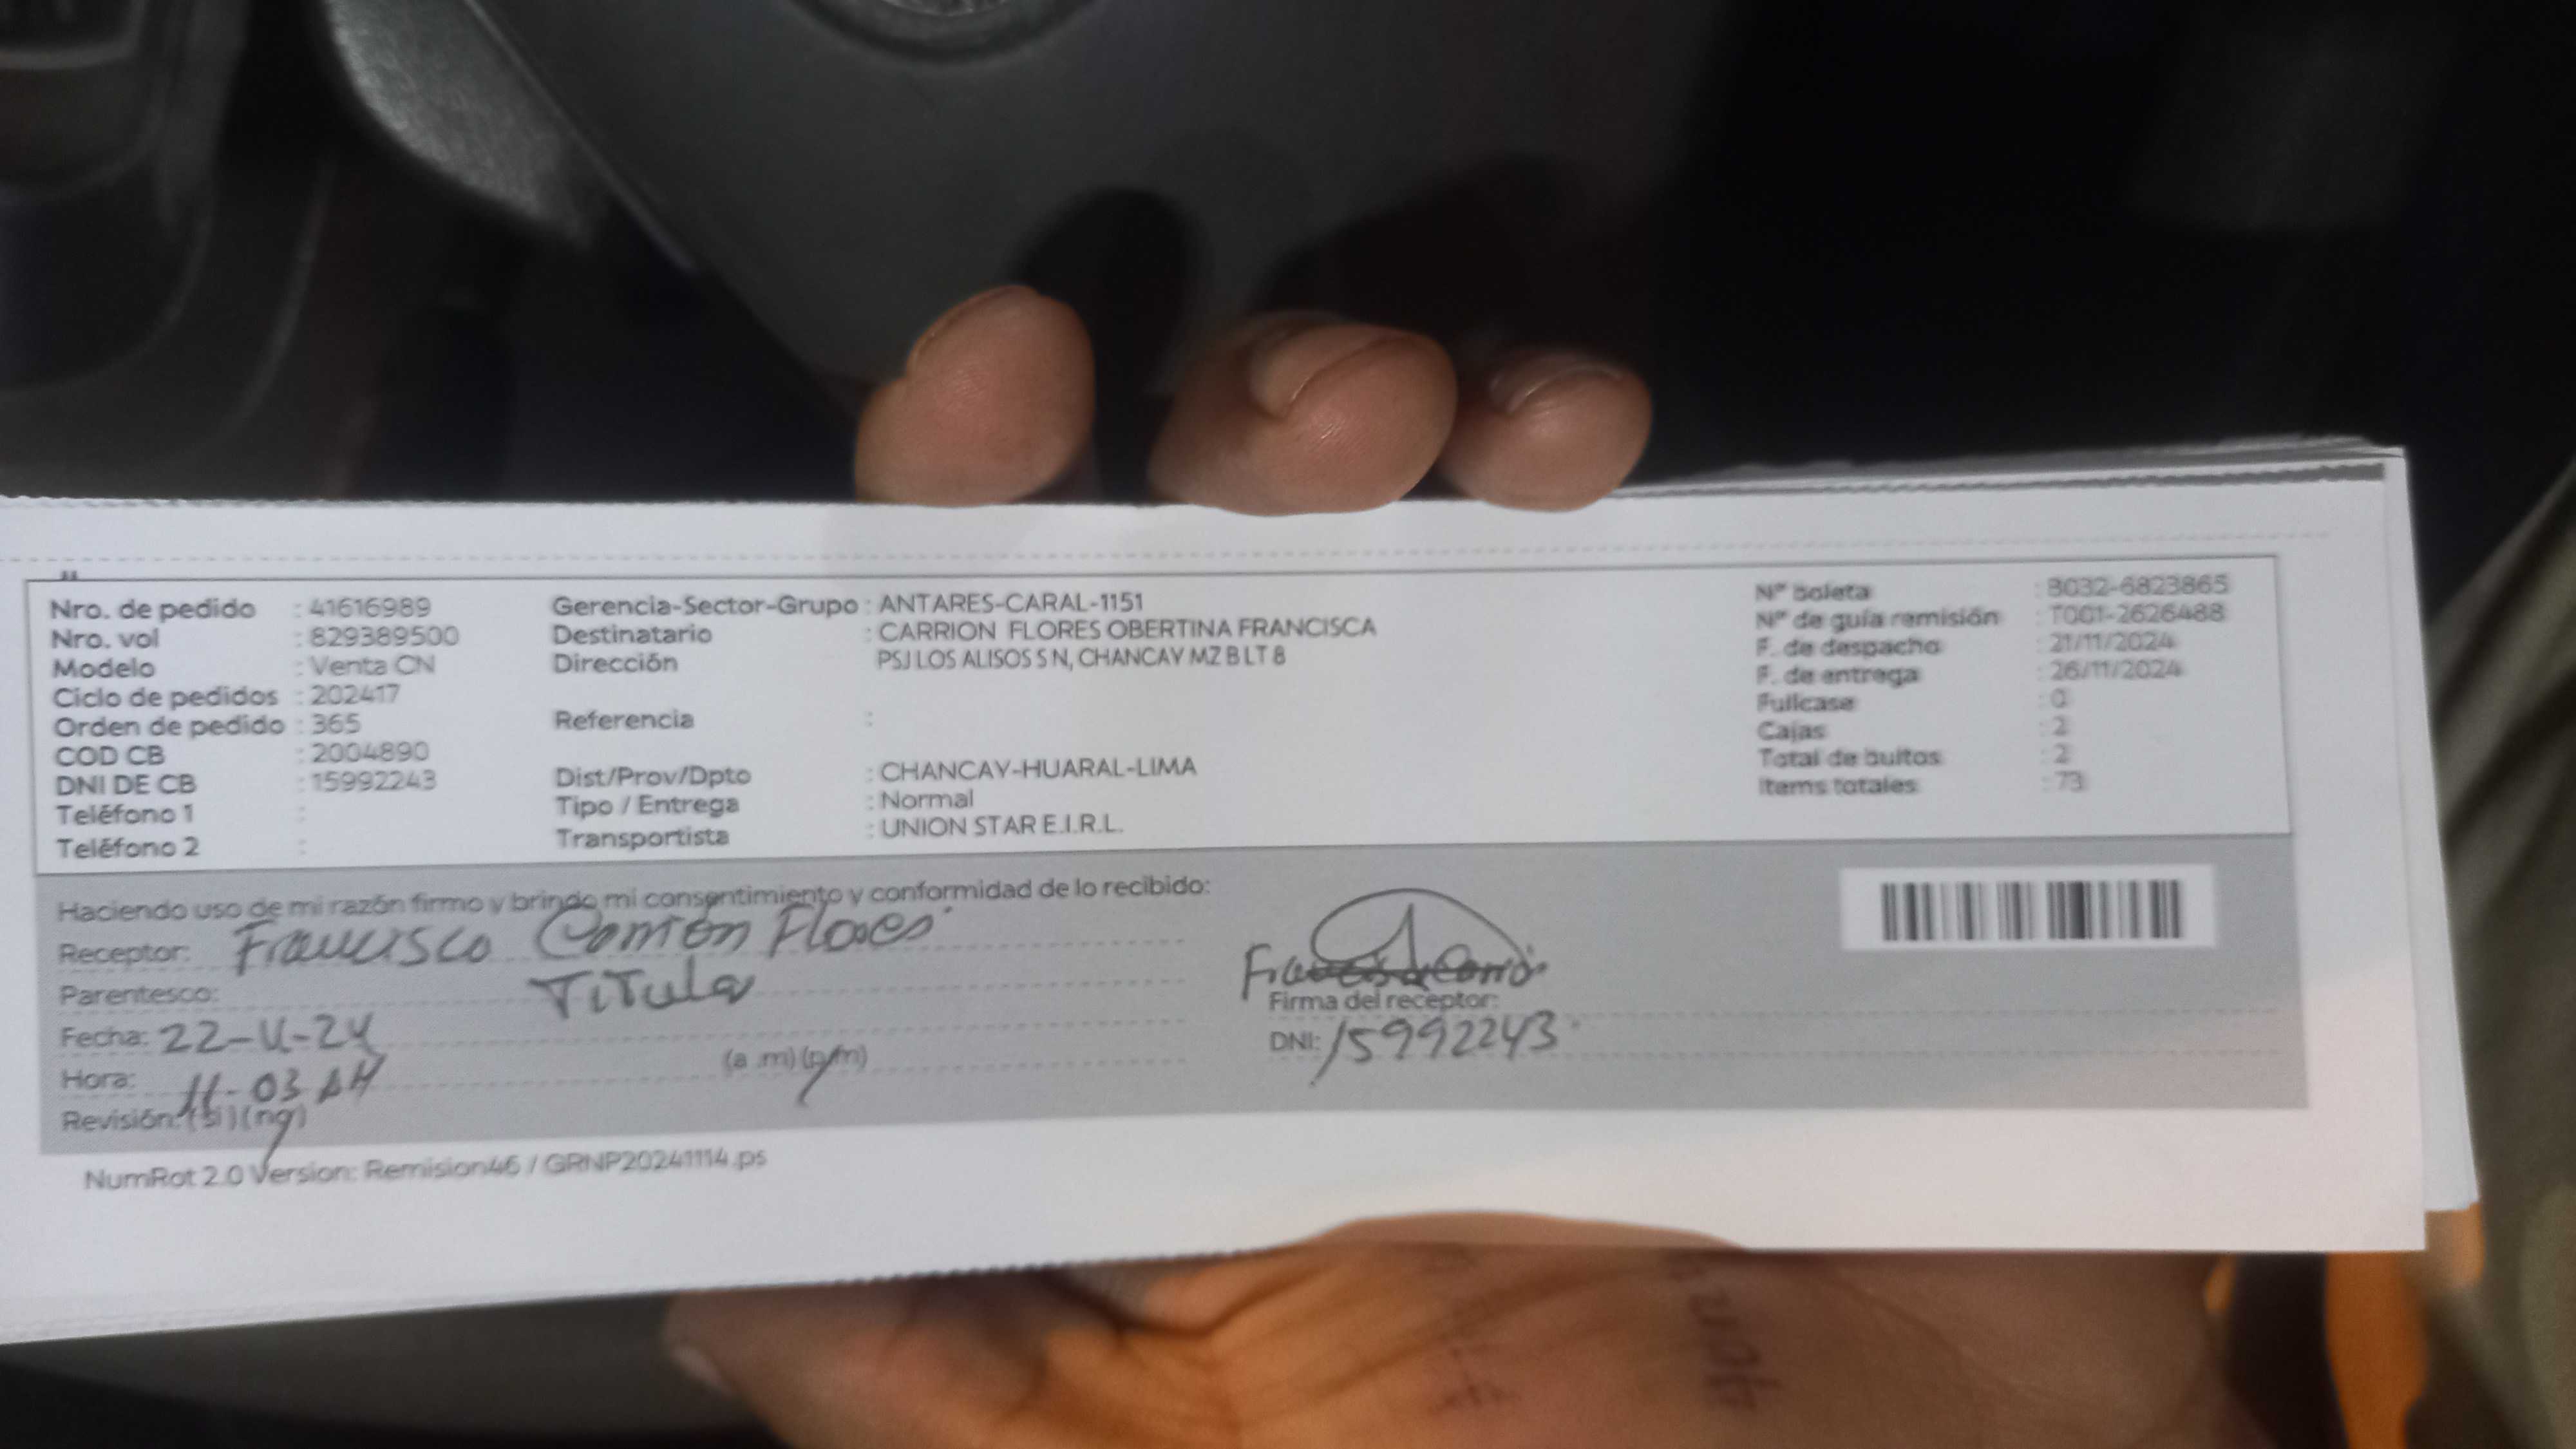 Nro. de pedido : 41616989
Nro. vol : 829389500
Modelo : Venta CN
Ciclo de pedidos : 202417
Orden de pedido : 365
COD CB : 2004890
DNI DE CB : 15992243
Teléfono 1 :
Teléfono 2 :
Gerencia-Sector-Grupo : ANTARES-CARAL-1151
Destinatario : CARRION FLORES OBERTINA FRANCISCA
Dirección PSJ LOS ALISOS S N, CHANCAY MZ B LT 8
Referencia :
Dist/Prov/Dpto : CHANCAY-HUARAL-LIMA
Tipo / Entrega : Normal
Transportista : UNION STAR E.I.R.L.
N° boleta : B032-6823865
N° de guía remisión : T001-2626488
F. de despacho : 21/11/2024
F. de entrega : 26/11/2024
Fullcase : 0
Cajas : 2
Total de bultos : 2
Items totales : 73
Haciendo uso de mi razón firmo y brindo mi consentimiento y conformidad de lo recibido:
Receptor: Francisco Carrión Flores
Parentesco: Titula
Fecha: 22-11-24
Hora: 11-03 AM (a .m) (p/m)
Revisión: (si) (no)
Firma del receptor:
DNI: 15992243
NumRot 2.0 Version: Remision46 / GRNP20241114.ps